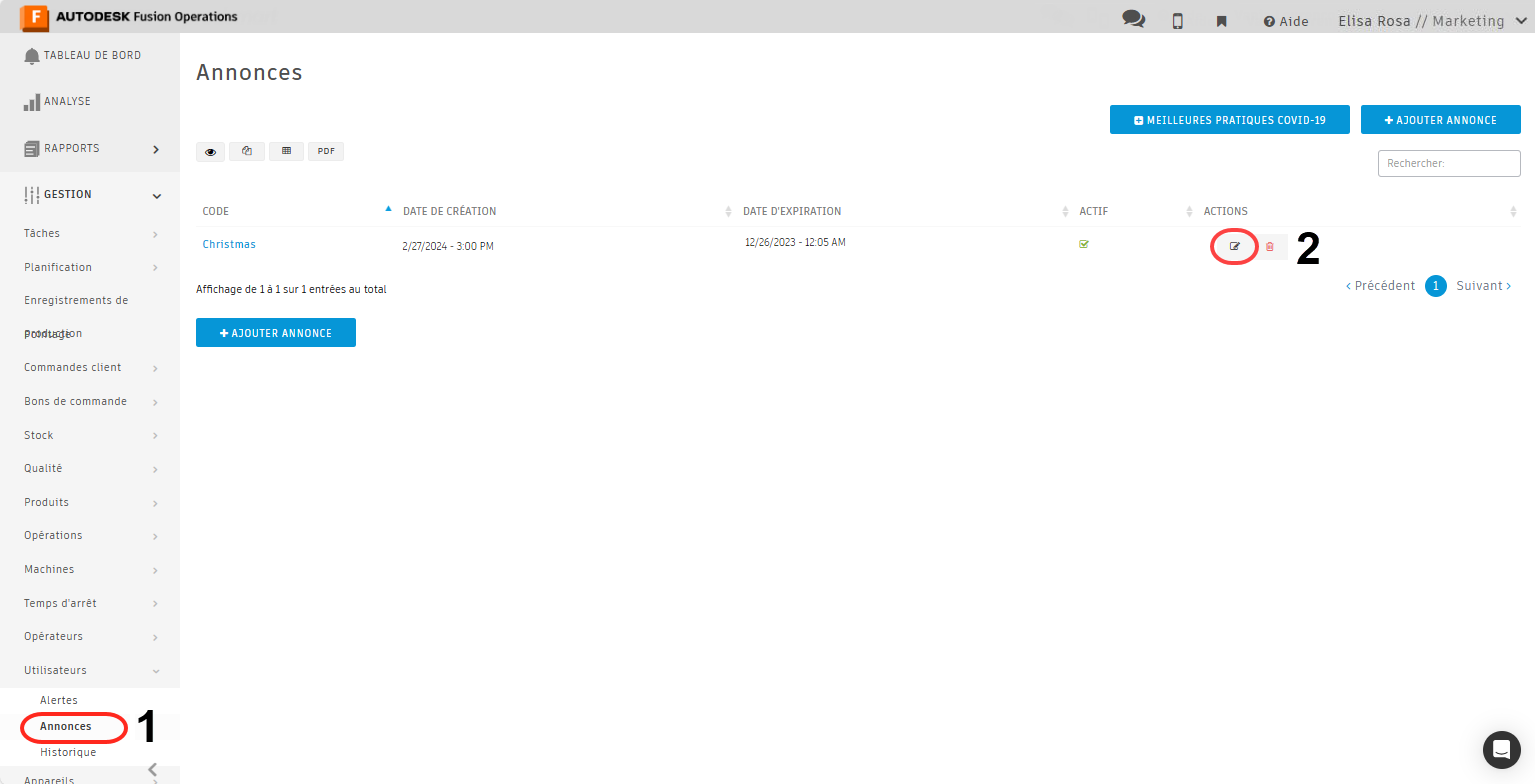 F AUTODESK Fusion Operations
Aide
Elisa Rosa // Marketing
TABLEAU DE BORD
ANALYSE
RAPPORTS
GESTION
Tâches
Planification
Enregistrements de
production
Pointage
Commandes client
Bons de commande
Stock
Qualité
Produits
Opérations
Machines
Temps d'arrêt
Opérateurs
Utilisateurs
Alertes
Annonces 1
Historique
Appareils
Annonces
MEILLEURES PRATIQUES COVID-19
AJOUTER ANNONCE
PDF
Rechercher:
CODE DATE DE CRÉATION DATE D'EXPIRATION ACTIF ACTIONS
Christmas 2/27/2024 - 3:00 PM 12/26/2023 - 12:05 AM 2
Affichage de 1 à 1 sur 1 entrées au total
Précédent 1 Suivant
AJOUTER ANNONCE